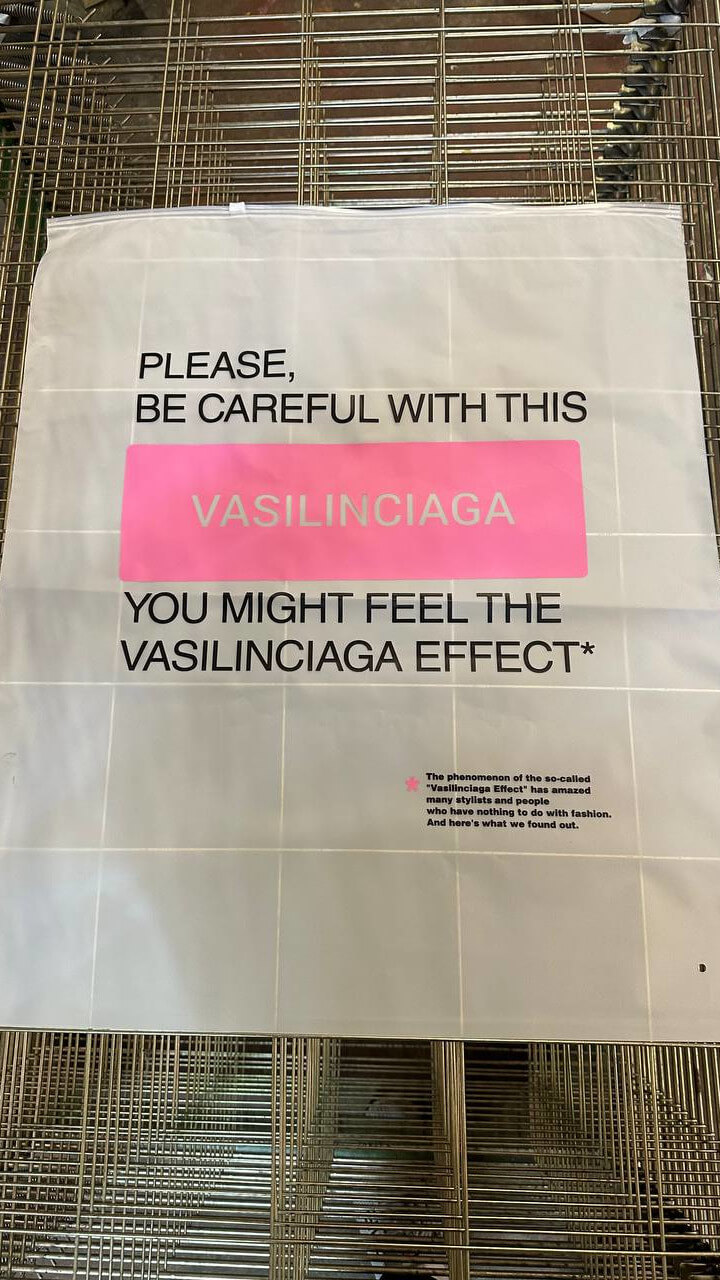 PLEASE,
BE CAREFUL WITH THIS
VASILINCIAGA
YOU MIGHT FEEL THE
VASILINCIAGA EFFECT*
* The phenomenon of the so-called
"Vasilinciaga Effect" has amazed
many stylists and people
who have nothing to do with fashion.
And here's what we found out.